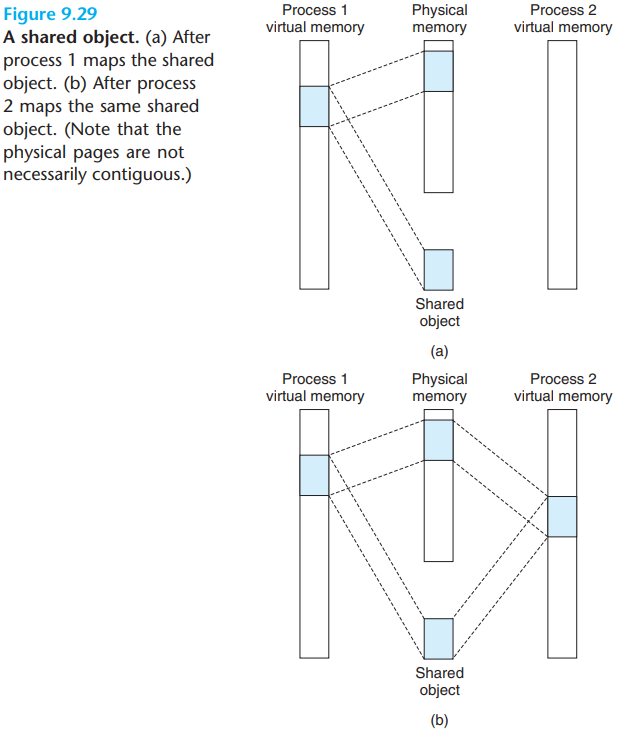 Figure 9.29
A shared object. (a) After
process 1 maps the shared
object. (b) After process
2 maps the same shared
object. (Note that the
physical pages are not
necessarily contiguous.)
Process 1
virtual memory
Physical
memory
Process 2
virtual memory
Shared
object
(a)
Process 1
virtual memory
Physical
memory
Process 2
virtual memory
Shared
object
(b)